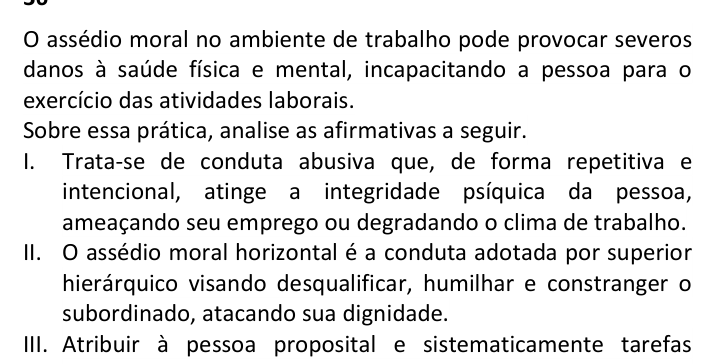 O assédio moral no ambiente de trabalho pode provocar severos
danos à saúde física e mental, incapacitando a pessoa para o
exercício das atividades laborais.
Sobre essa prática, analise as afirmativas a seguir.
I. Trata-se de conduta abusiva que, de forma repetitiva e
intencional, atinge a integridade psíquica da pessoa,
ameaçando seu emprego ou degradando o clima de trabalho.
II. O assédio moral horizontal é a conduta adotada por superior
hierárquico visando desqualificar, humilhar e constranger o
subordinado, atacando sua dignidade.
III. Atribuir à pessoa proposital e sistematicamente tarefas